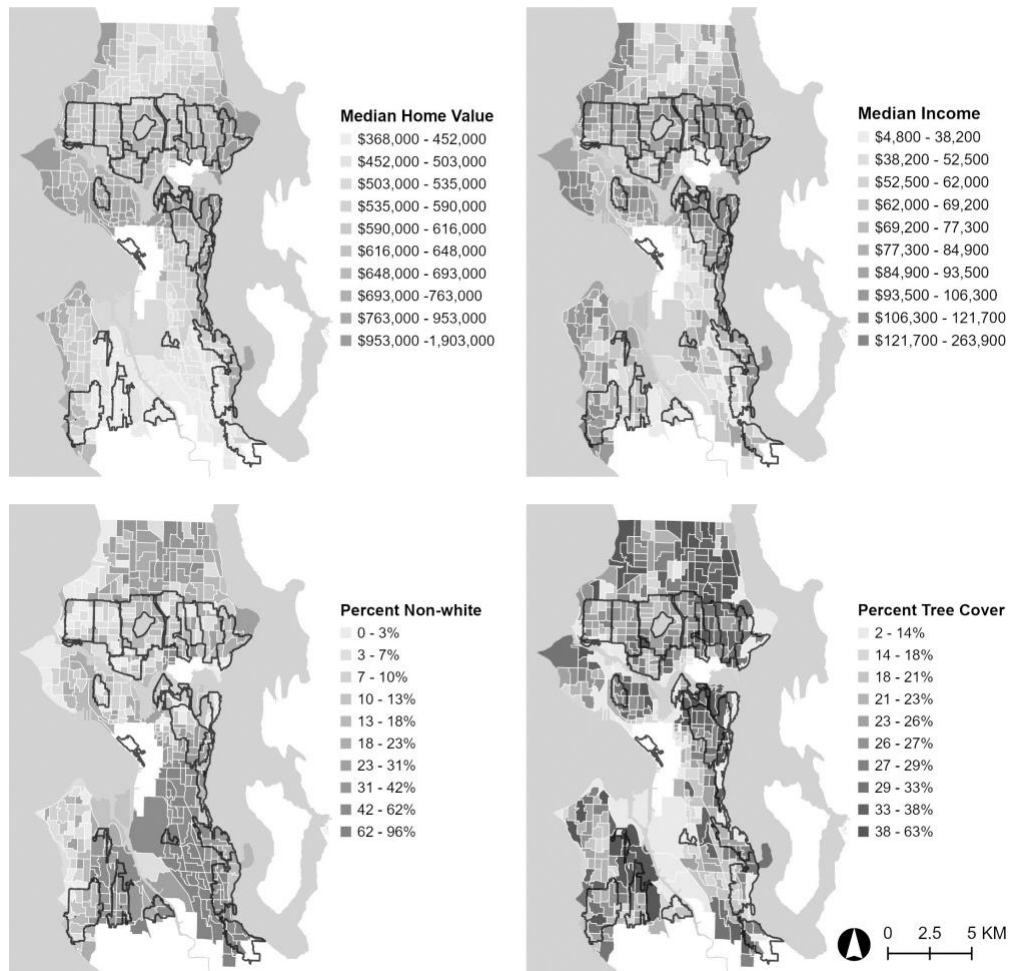 Median Home Value
$368,000 - 452,000
$452,000 - 503,000
$503,000 - 535,000
$535,000 - 590,000
$590,000 - 616,000
$616,000 - 648,000
$648,000 - 693,000
$693,000 -763,000
$763,000 - 953,000
$953,000 -1,903,000
Median Income
$4,800 - 38,200
$38,200 - 52,500
$52,500 - 62,000
$62,000 - 69,200
$69,200 - 77,300
$77,300 - 84,900
$84,900 - 93,500
$93,500 - 106,300
$106,300 - 121,700
$121,700 - 263,900
Percent Non-white
0 - 3%
3 - 7%
7 - 10%
10 - 13%
13 - 18%
18 - 23%
23 - 31%
31 - 42%
42 - 62%
62 - 96%
Percent Tree Cover
2 - 14%
14 - 18%
18 - 21%
21 - 23%
23 - 26%
26 - 27%
27 - 29%
29 - 33%
33 - 38%
38 - 63%
0 2.5 5 KM